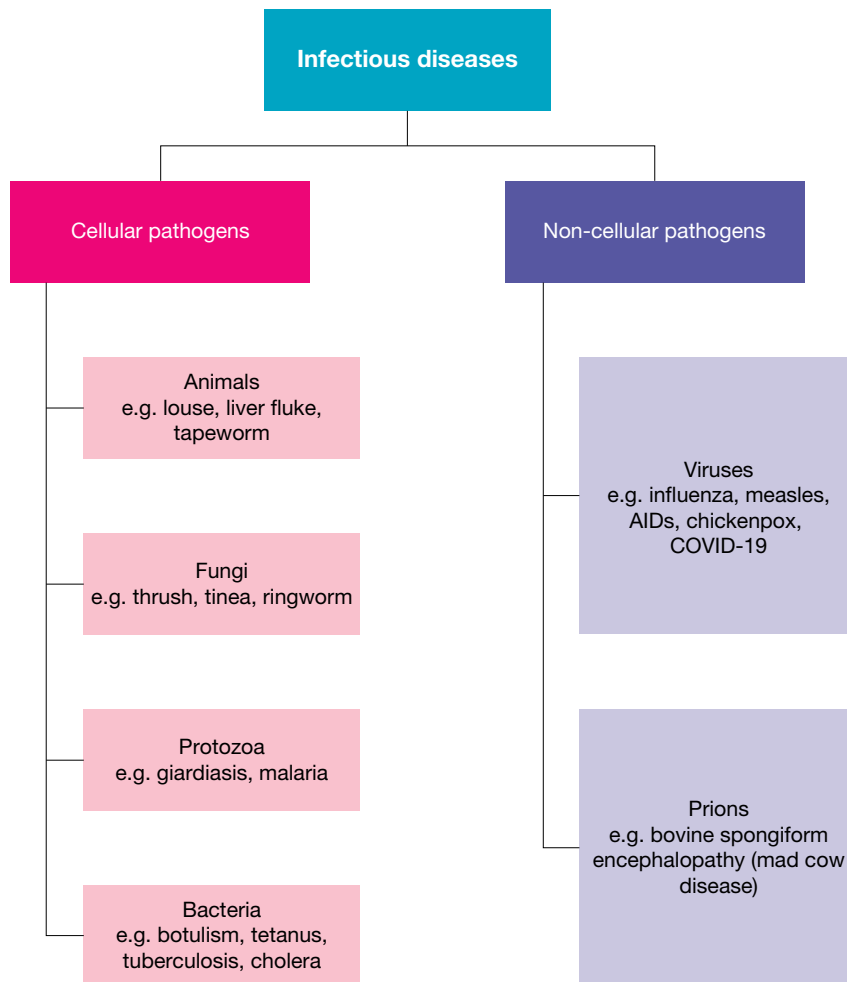 Infectious diseases
Cellular pathogens
Non-cellular pathogens
Animals
e.g. louse, liver fluke,
tapeworm
Fungi
e.g. thrush, tinea, ringworm
Protozoa
e.g. giardiasis, malaria
Bacteria
e.g. botulism, tetanus,
tuberculosis, cholera
Viruses
e.g. influenza, measles,
AIDs, chickenpox,
COVID-19
Prions
e.g. bovine spongiform
encephalopathy (mad cow
disease)